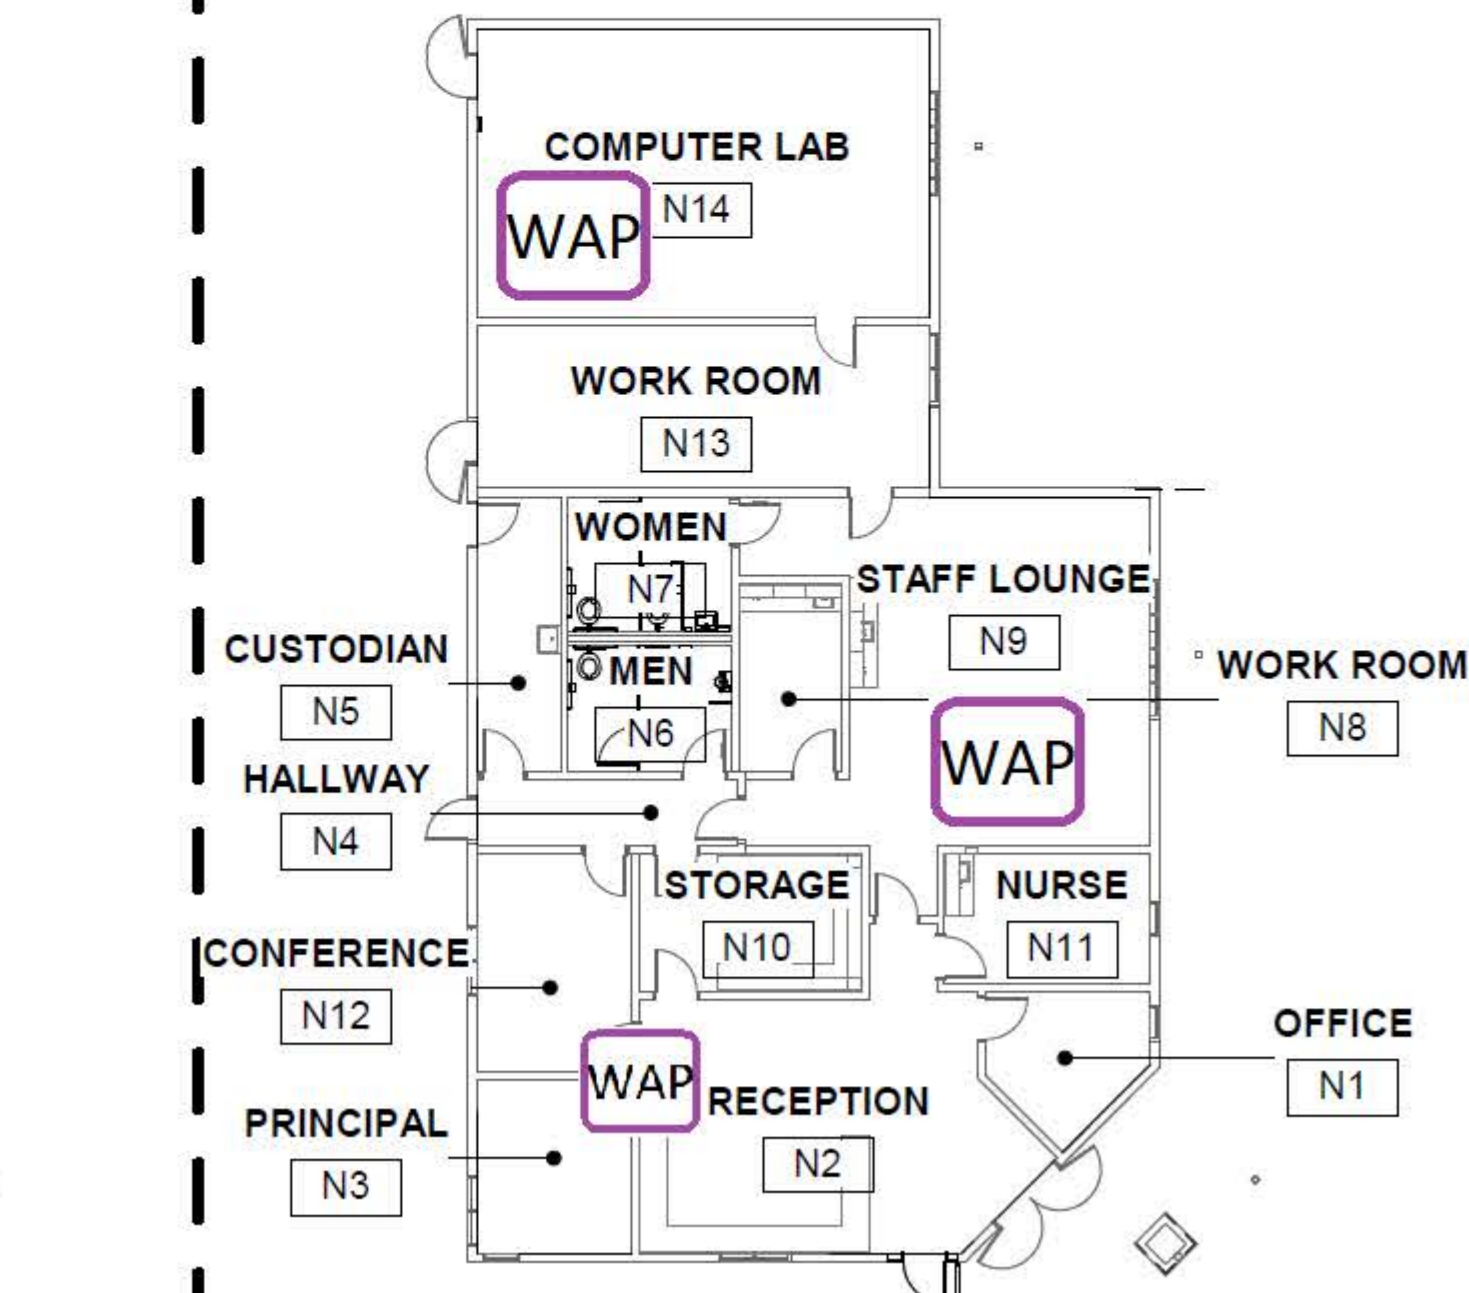 COMPUTER LAB
WAP
N14
WORK ROOM
N13
WOMEN
N7
STAFF LOUNGE
N9
CUSTODIAN
N5
MEN
N6
WORK ROOM
N8
WAP
HALLWAY
N4
STORAGE
N10
NURSE
N11
CONFERENCE
N12
OFFICE
N1
WAP
RECEPTION
N2
PRINCIPAL
N3